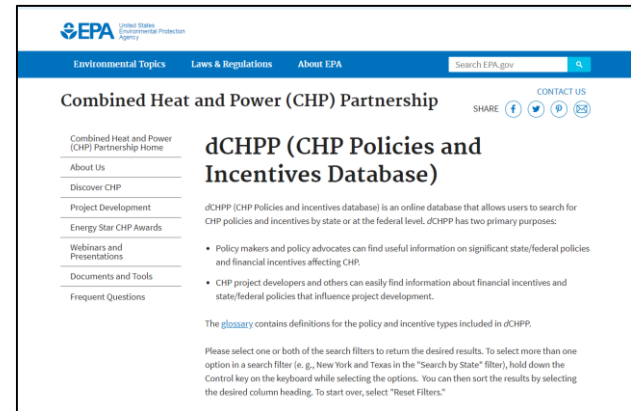 EPA United States
Environmental Protection
Agency
Environmental Topics Laws & Regulations About EPA Search EPA.gov
CONTACT US
Combined Heat and Power (CHP) Partnership
SHARE
Combined Heat and Power
(CHP) Partnership Home
About Us
Discover CHP
Project Development
Energy Star CHP Awards
Webinars and
Presentations
Documents and Tools
Frequent Questions
dCHPP (CHP Policies and
Incentives Database)
dCHPP (CHP Policies and incentives database) is an online database that allows users to search for
CHP policies and incentives by state or at the federal level. dCHPP has two primary purposes:
• Policy makers and policy advocates can find useful information on significant state/federal policies
and financial incentives affecting CHP.
• CHP project developers and others can easily find information about financial incentives and
state/federal policies that influence project development.
The glossary contains definitions for the policy and incentive types included in dCHPP.
Please select one or both of the search filters to return the desired results. To select more than one
option in a search filter (e. g., New York and Texas in the "Search by State" filter), hold down the
Control key on the keyboard while selecting the options. You can then sort the results by selecting
the desired column heading. To start over, select "Reset Filters."